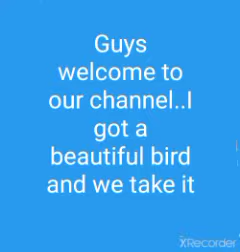 Guys
welcome to
our channel..I
got a
beautiful bird
and we take it
XRecorder